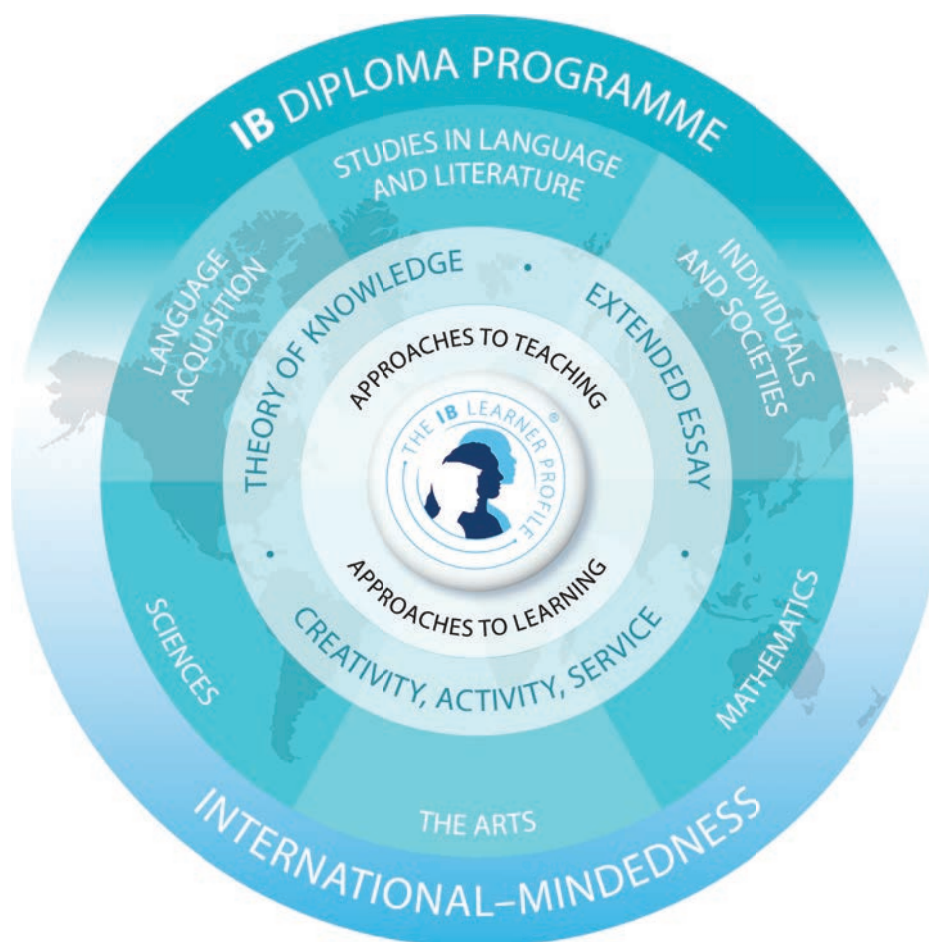 IB DIPLOMA PROGRAMME
STUDIES IN LANGUAGE
AND LITERATURE
LANGUAGE
ACQUISITION
INDIVIDUALS
AND SOCIETIES
THEORY OF KNOWLEDGE
•
EXTENDED ESSAY
APPROACHES TO TEACHING
THE IB LEARNER PROFILE
®
APPROACHES TO LEARNING
•
CREATIVITY, ACTIVITY, SERVICE
•
SCIENCES
MATHEMATICS
THE ARTS
INTERNATIONAL–MINDEDNESS